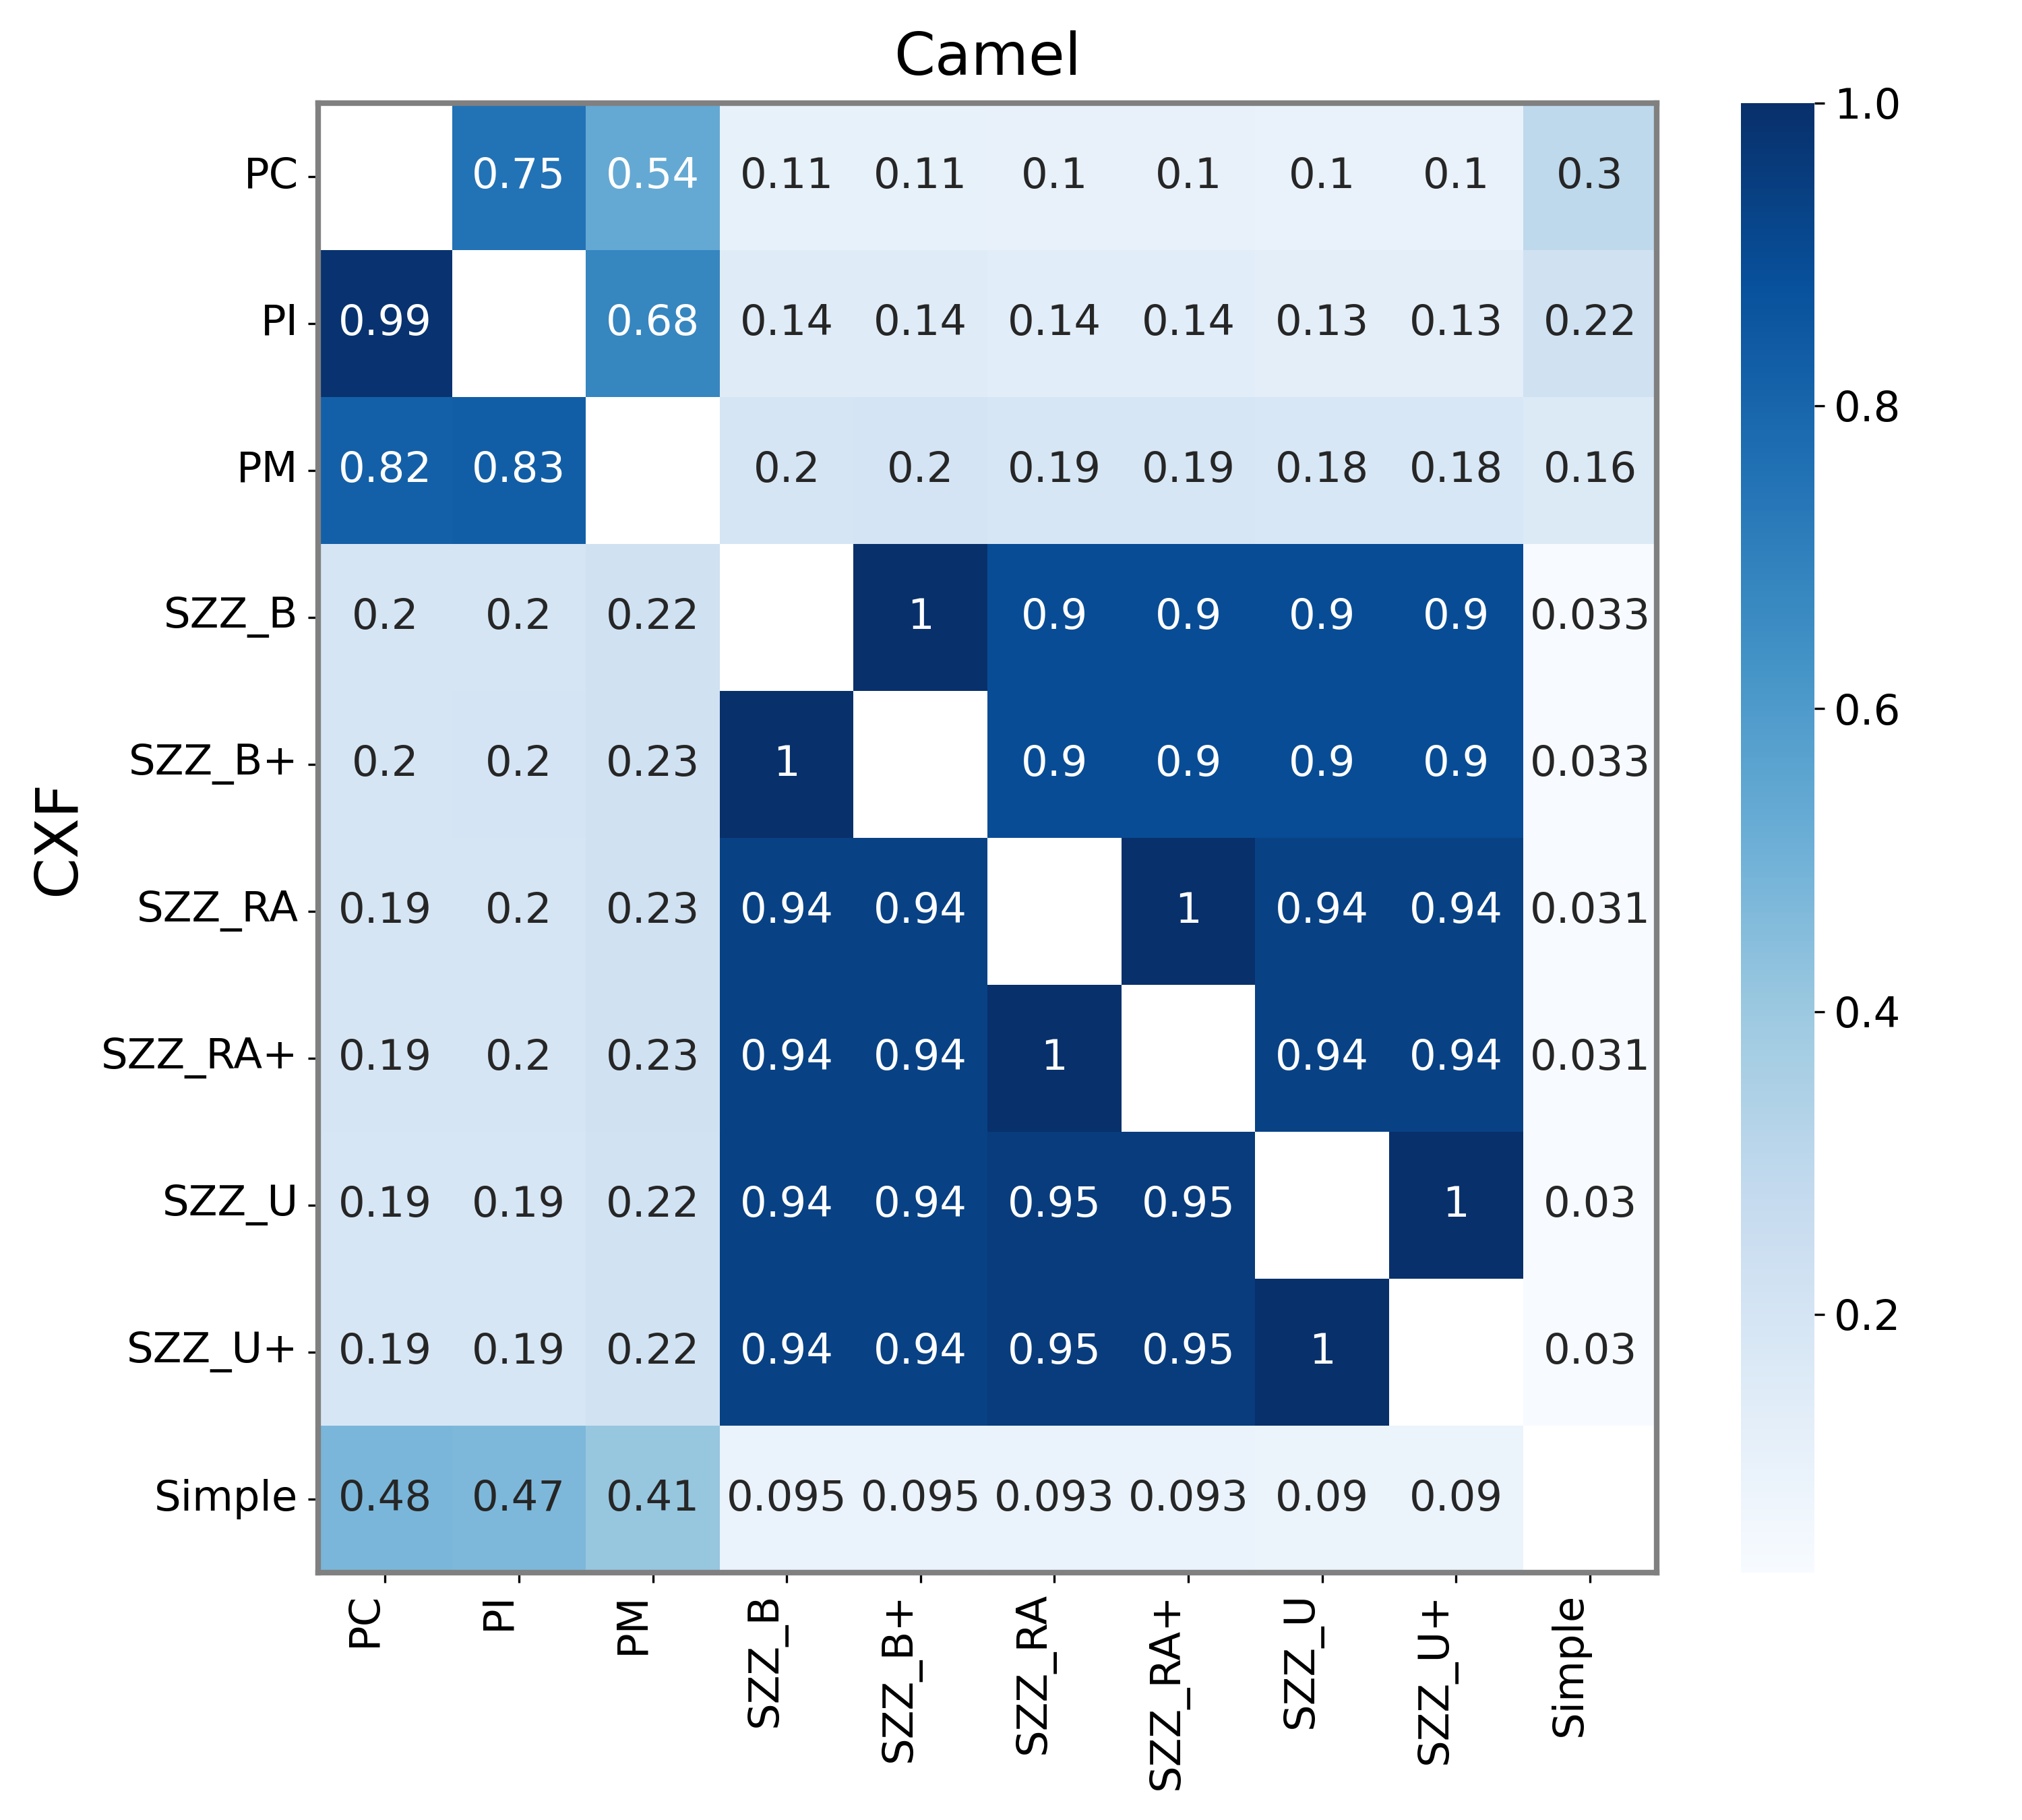 Camel
PC 0.75 0.54 0.11 0.11 0.1 0.1 0.1 0.1 0.3
PI 0.99 0.68 0.14 0.14 0.14 0.14 0.13 0.13 0.22
PM 0.82 0.83 0.2 0.2 0.19 0.19 0.18 0.18 0.16
SZZ_B 0.2 0.2 0.22 1 0.9 0.9 0.9 0.9 0.033
SZZ_B+ 0.2 0.2 0.23 1 0.9 0.9 0.9 0.9 0.033
SZZ_RA 0.19 0.2 0.23 0.94 0.94 1 0.94 0.94 0.031
SZZ_RA+ 0.19 0.2 0.23 0.94 0.94 1 0.94 0.94 0.031
SZZ_U 0.19 0.19 0.22 0.94 0.94 0.95 0.95 1 0.03
SZZ_U+ 0.19 0.19 0.22 0.94 0.94 0.95 0.95 1 0.03
Simple 0.48 0.47 0.41 0.095 0.095 0.093 0.093 0.09 0.09
CXF
PC PI PM SZZ_B SZZ_B+ SZZ_RA SZZ_RA+ SZZ_U SZZ_U+ Simple
1.0
0.8
0.6
0.4
0.2